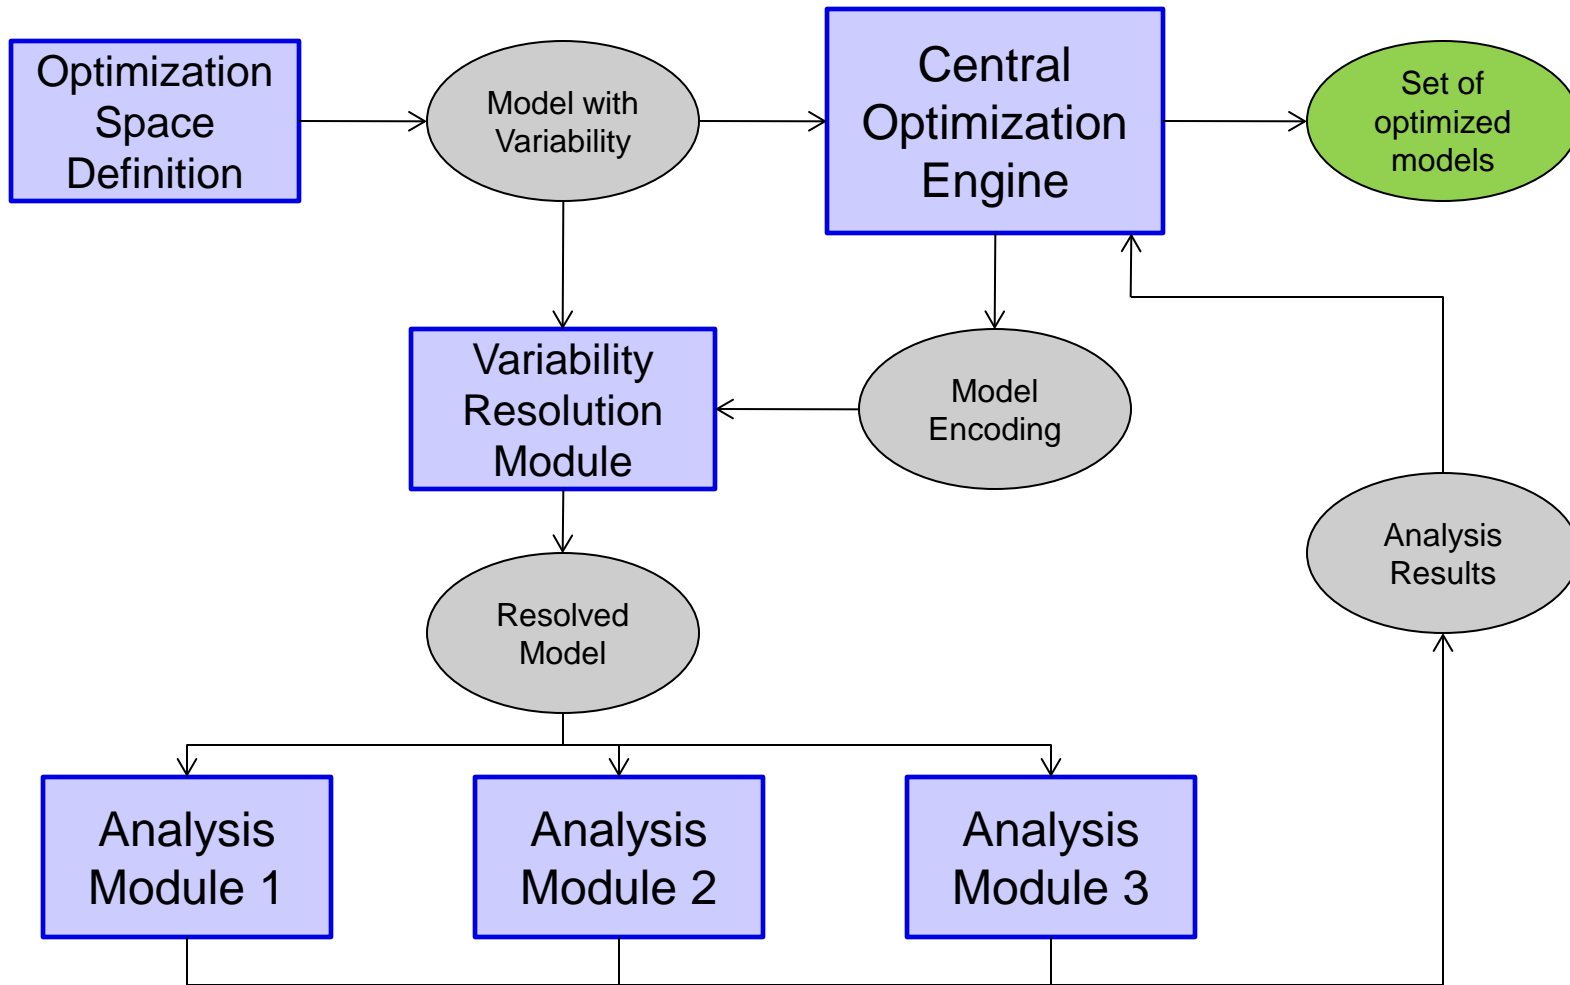 Optimization
Space
Definition
Model with
Variability
Central
Optimization
Engine
Set of
optimized
models
Variability
Resolution
Module
Model
Encoding
Analysis
Results
Resolved
Model
Analysis
Module 1
Analysis
Module 2
Analysis
Module 3